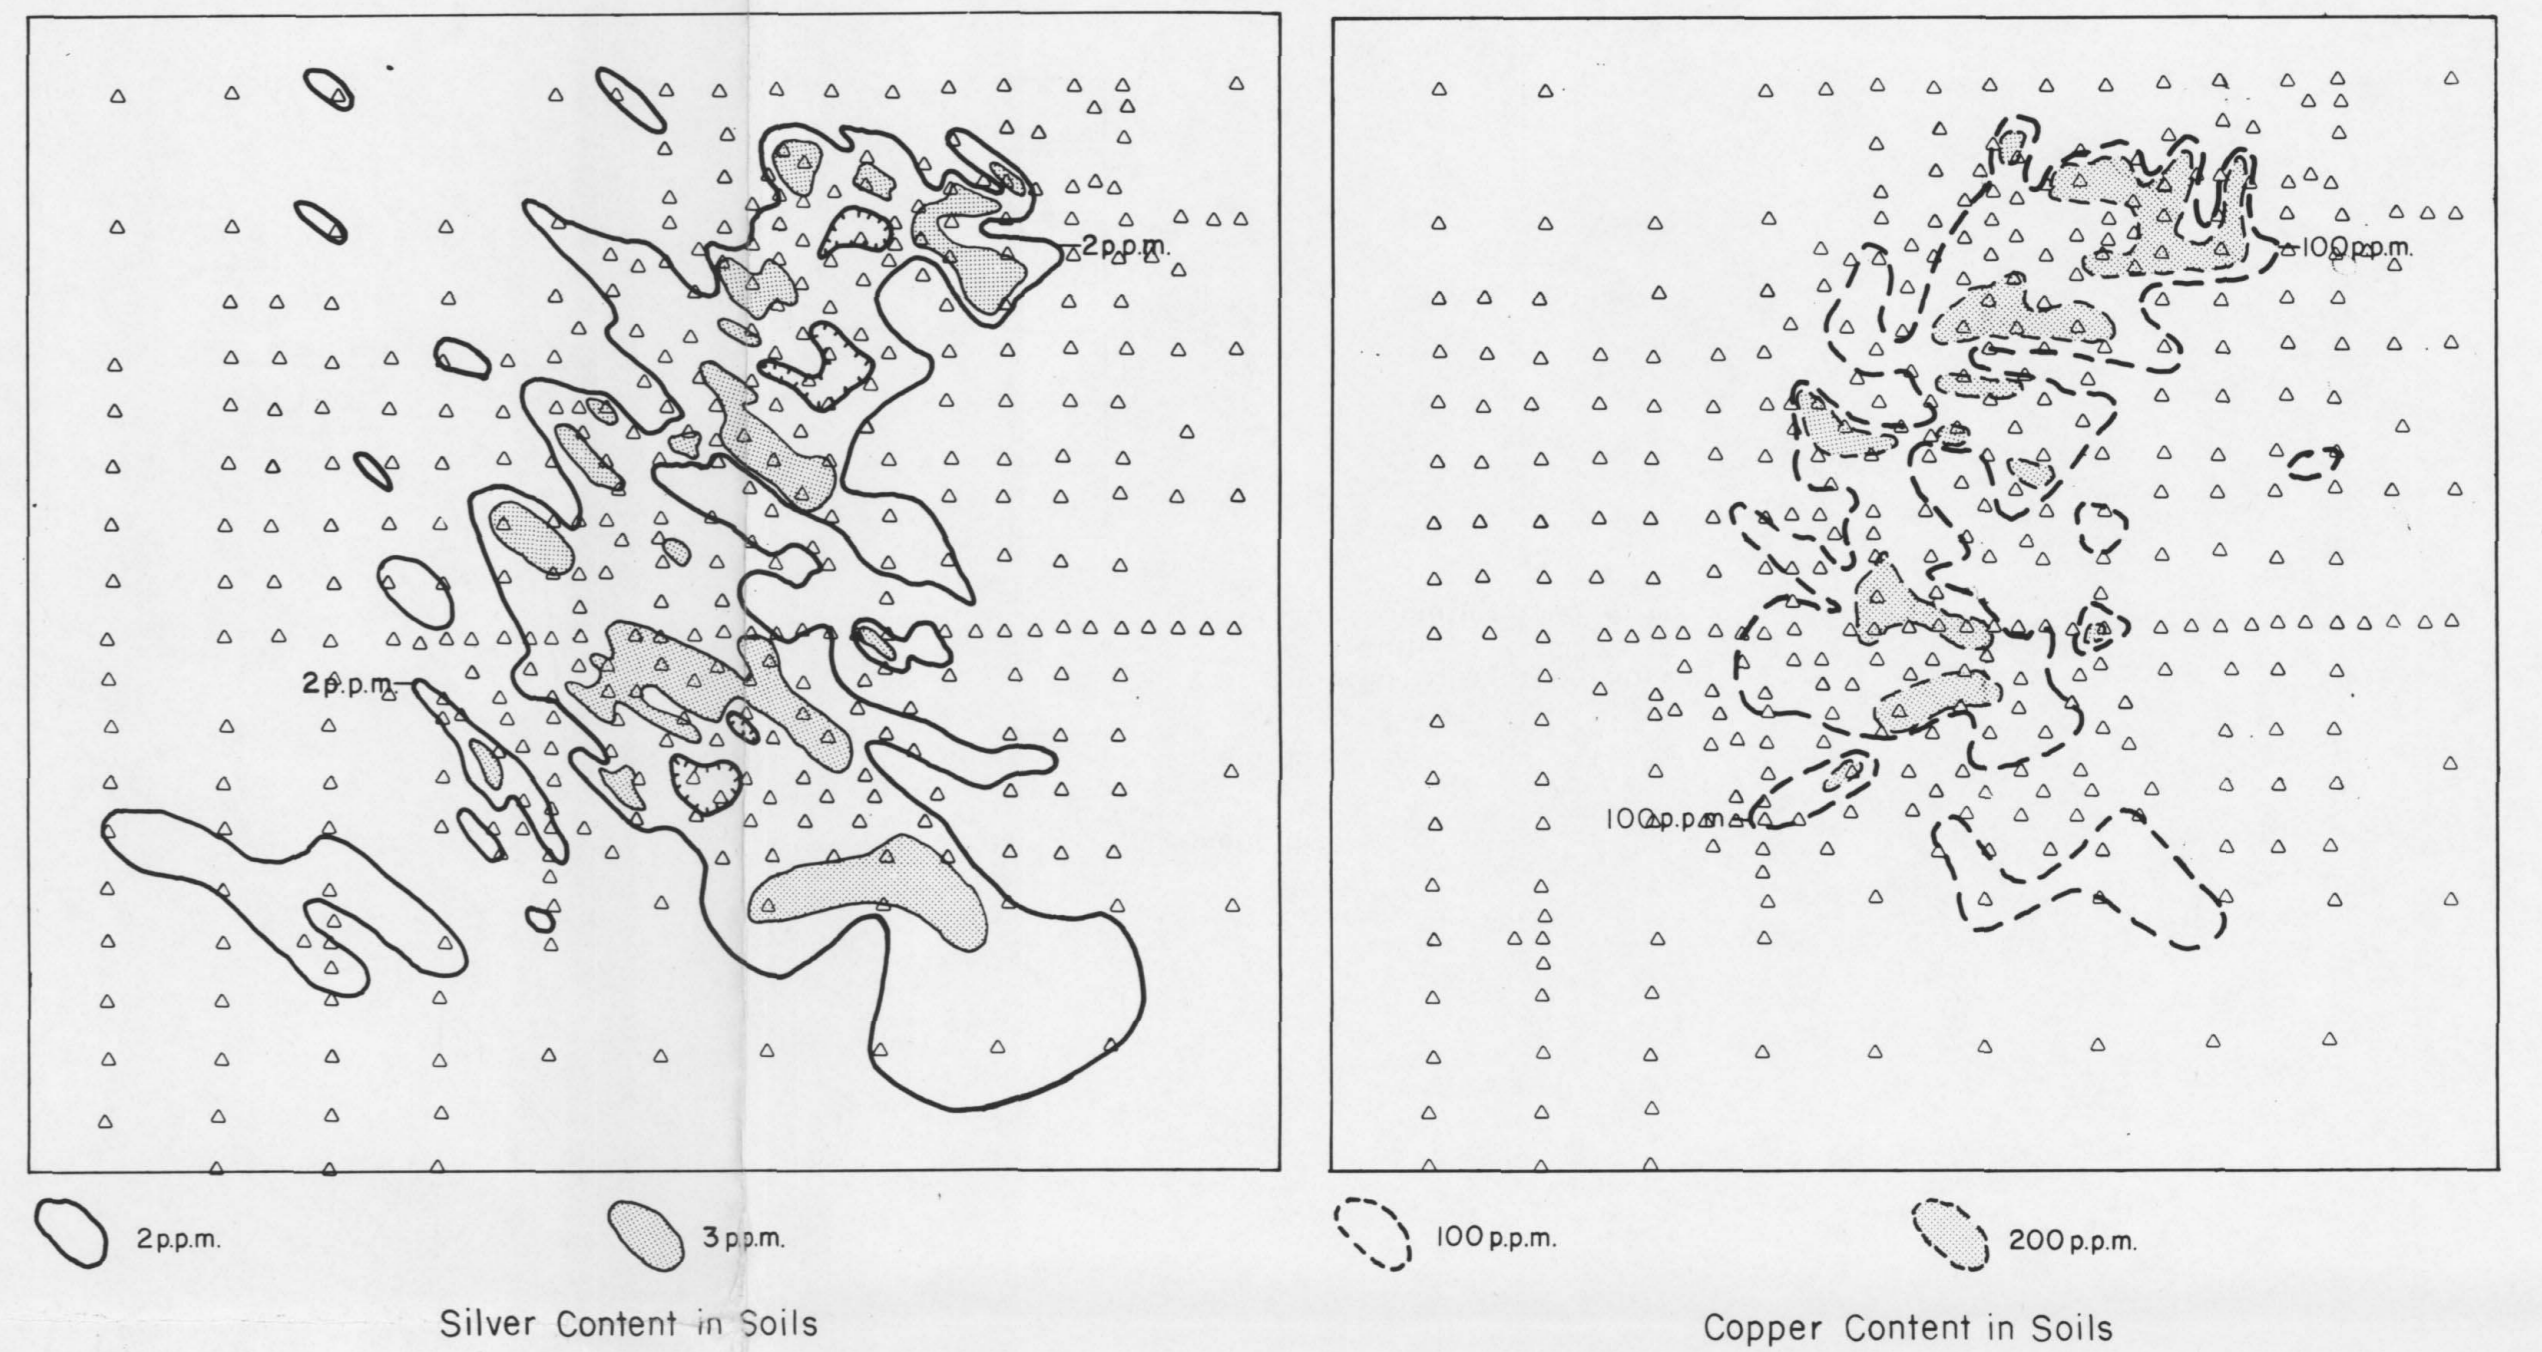 2p.p.m.
2p.p.m.
2p.p.m.
3p.p.m.
Silver Content in Soils
100p.p.m.
100p.p.m.
100p.p.m.
200p.p.m.
Copper Content in Soils